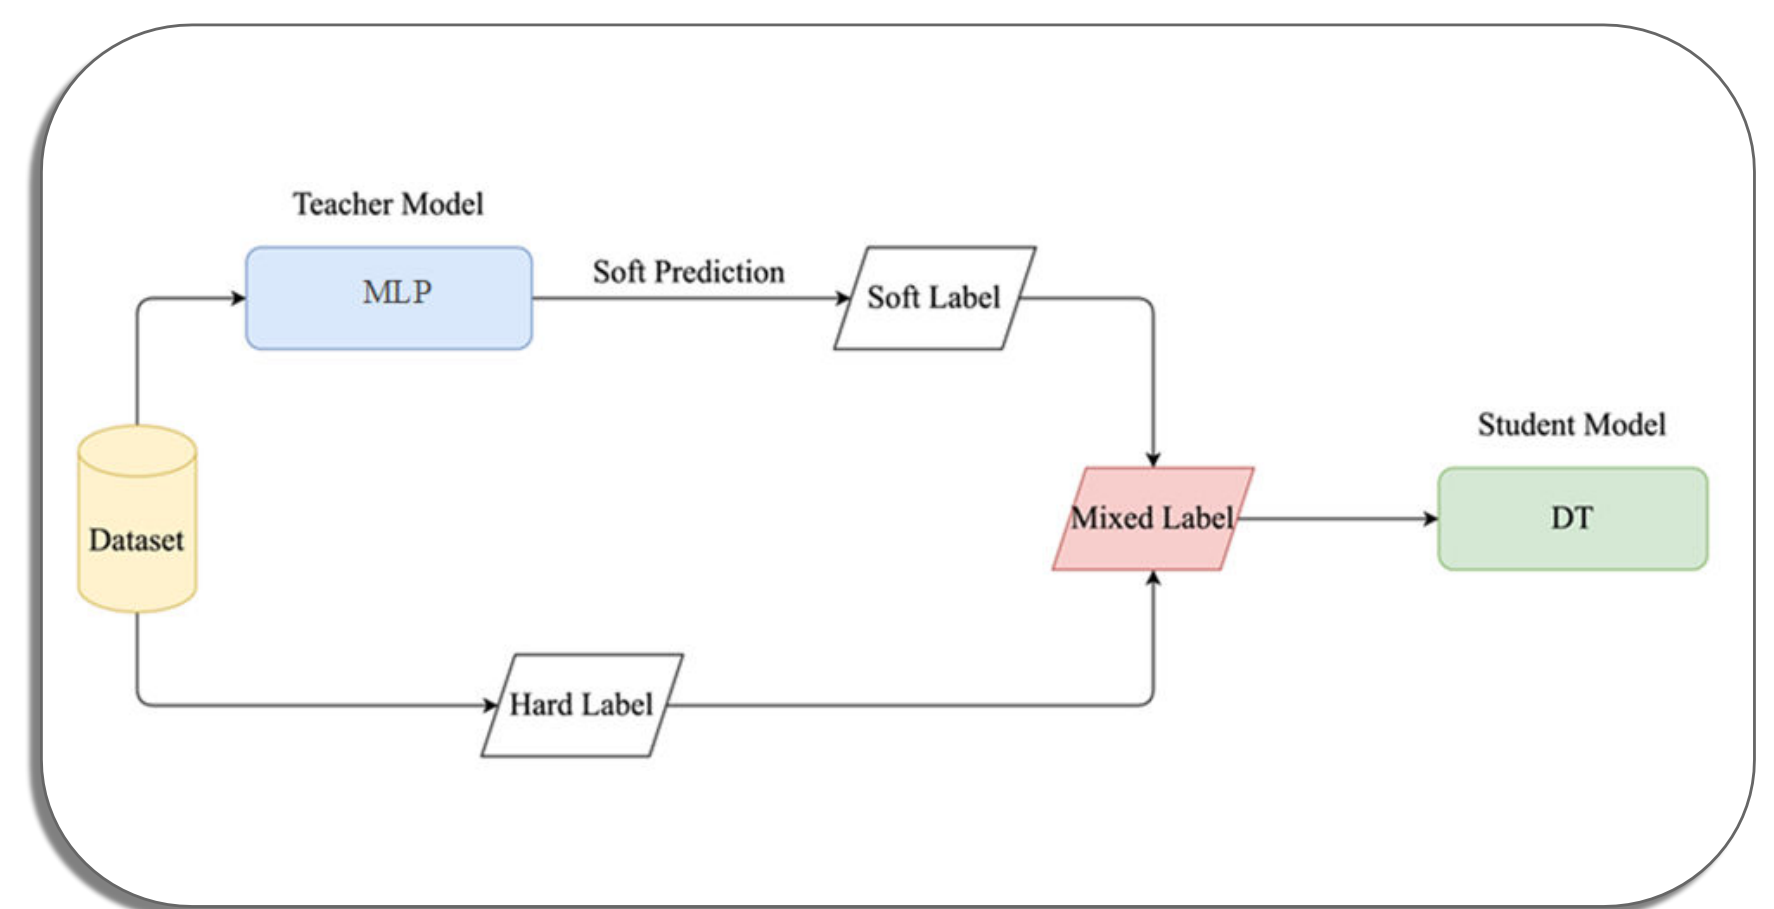 Teacher Model
MLP
Soft Prediction
Soft Label
Student Model
Mixed Label
DT
Dataset
Hard Label